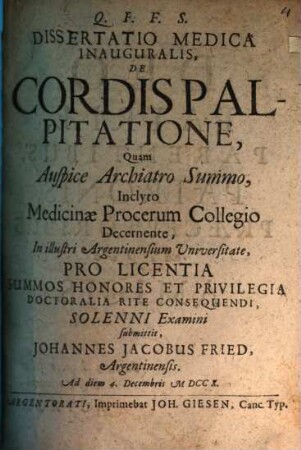 4
Q. F. F. S.
DISSERTATIO MEDICA
INAUGURALIS,
DE
CORDIS PAL-
PITATIONE,
Quam
Auspice Archiatro Summo,
Inclyto
Medicinæ Procerum Collegio
Decernente,
In illustri Argentinensium Universitate,
PRO LICENTIA
SUMMOS HONORES ET PRIVILEGIA
DOCTORALIA RITE CONSEQUENDI,
SOLENNI Examini
submittit,
JOHANNES JACOBUS FRIED,
Argentinensis.
Ad diem 4. Decembris M DCC X.
ARGENTORATI, Imprimebat JOH. GIESEN, Canc. Typ.